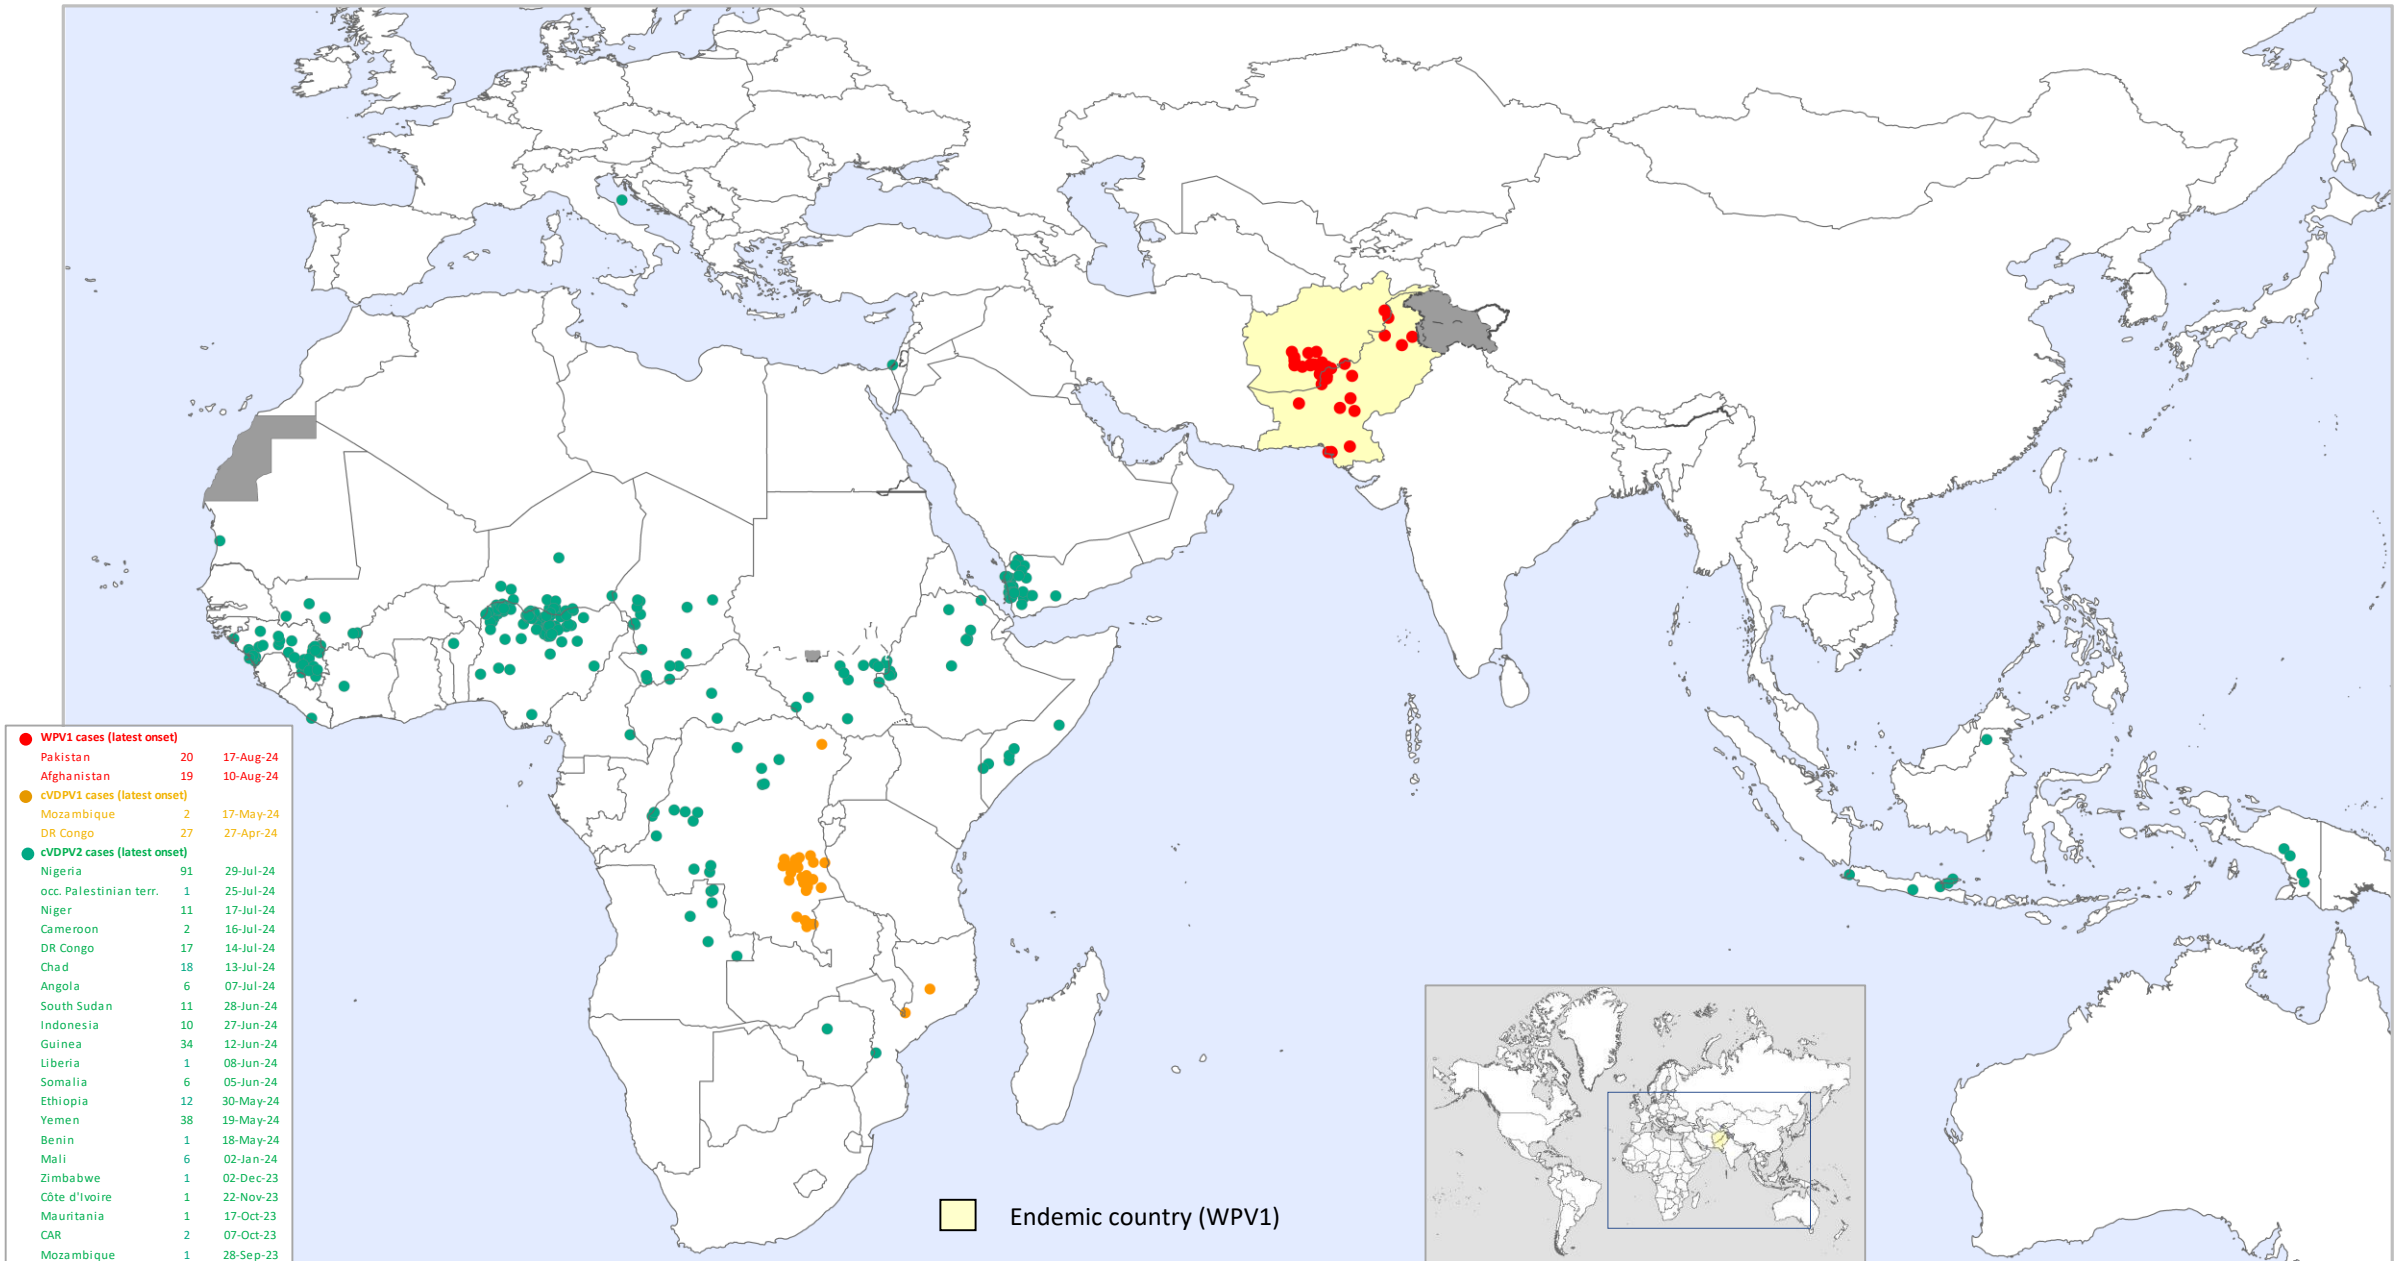 WPV1 cases (latest onset)
Pakistan 20 17-Aug-24
Afghanistan 19 10-Aug-24
cVDPV1 cases (latest onset)
Mozambique 2 17-May-24
DR Congo 27 27-Apr-24
cVDPV2 cases (latest onset)
Nigeria 91 29-Jul-24
occ. Palestinian terr. 1 25-Jul-24
Niger 11 17-Jul-24
Cameroon 2 16-Jul-24
DR Congo 17 14-Jul-24
Chad 18 13-Jul-24
Angola 6 07-Jul-24
South Sudan 11 28-Jun-24
Indonesia 10 27-Jun-24
Guinea 34 12-Jun-24
Liberia 1 08-Jun-24
Somalia 6 05-Jun-24
Ethiopia 12 30-May-24
Yemen 38 19-May-24
Benin 1 18-May-24
Mali 6 02-Jan-24
Zimbabwe 1 02-Dec-23
Côte d'Ivoire 1 22-Nov-23
Mauritania 1 17-Oct-23
CAR 2 07-Oct-23
Mozambique 1 28-Sep-23
Endemic country (WPV1)